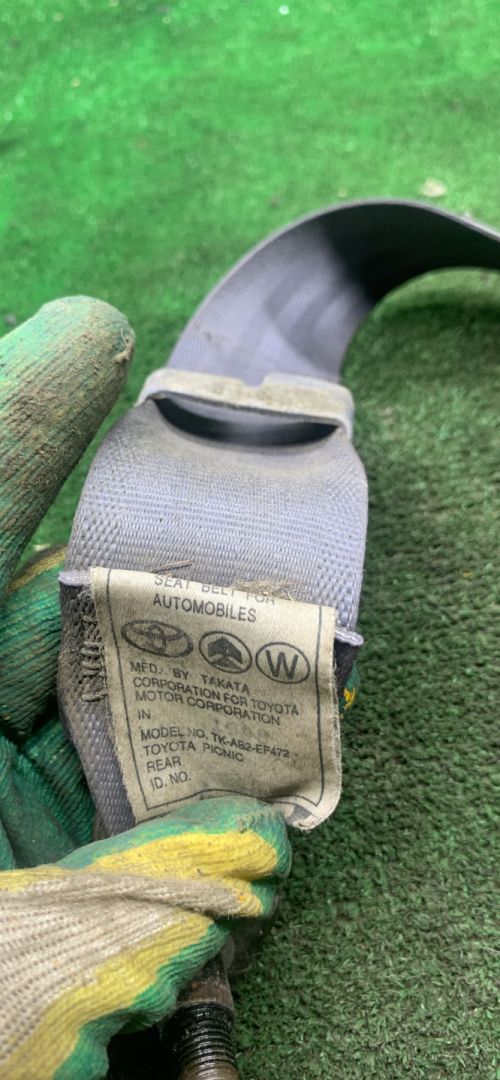 SEAT BELT FOR
AUTOMOBILES
W
MFD. BY TAKATA
CORPORATION FOR TOYOTA
MOTOR CORPORATION
IN
MODEL NO. TK-AB2-EF472
TOYOTA PICNIC
REAR
ID. NO.